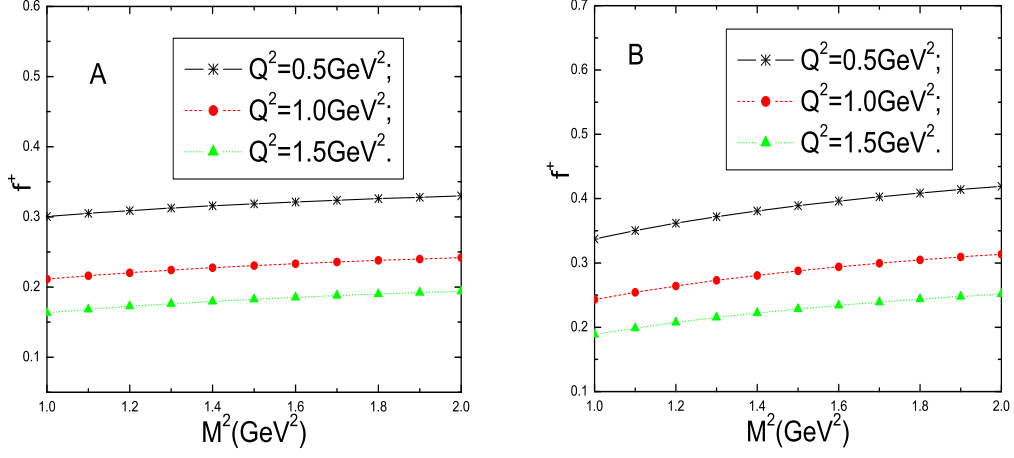 A
Q²=0.5GeV²;
Q²=1.0GeV²;
Q²=1.5GeV².
0.6
0.5
0.4
0.3
0.2
0.1
f⁺
1.0 1.2 1.4 1.6 1.8 2.0
M²(GeV²)
B
Q²=0.5GeV²;
Q²=1.0GeV²;
Q²=1.5GeV².
0.7
0.6
0.5
0.4
0.3
0.2
0.1
f⁺
1.0 1.2 1.4 1.6 1.8 2.0
M²(GeV²)